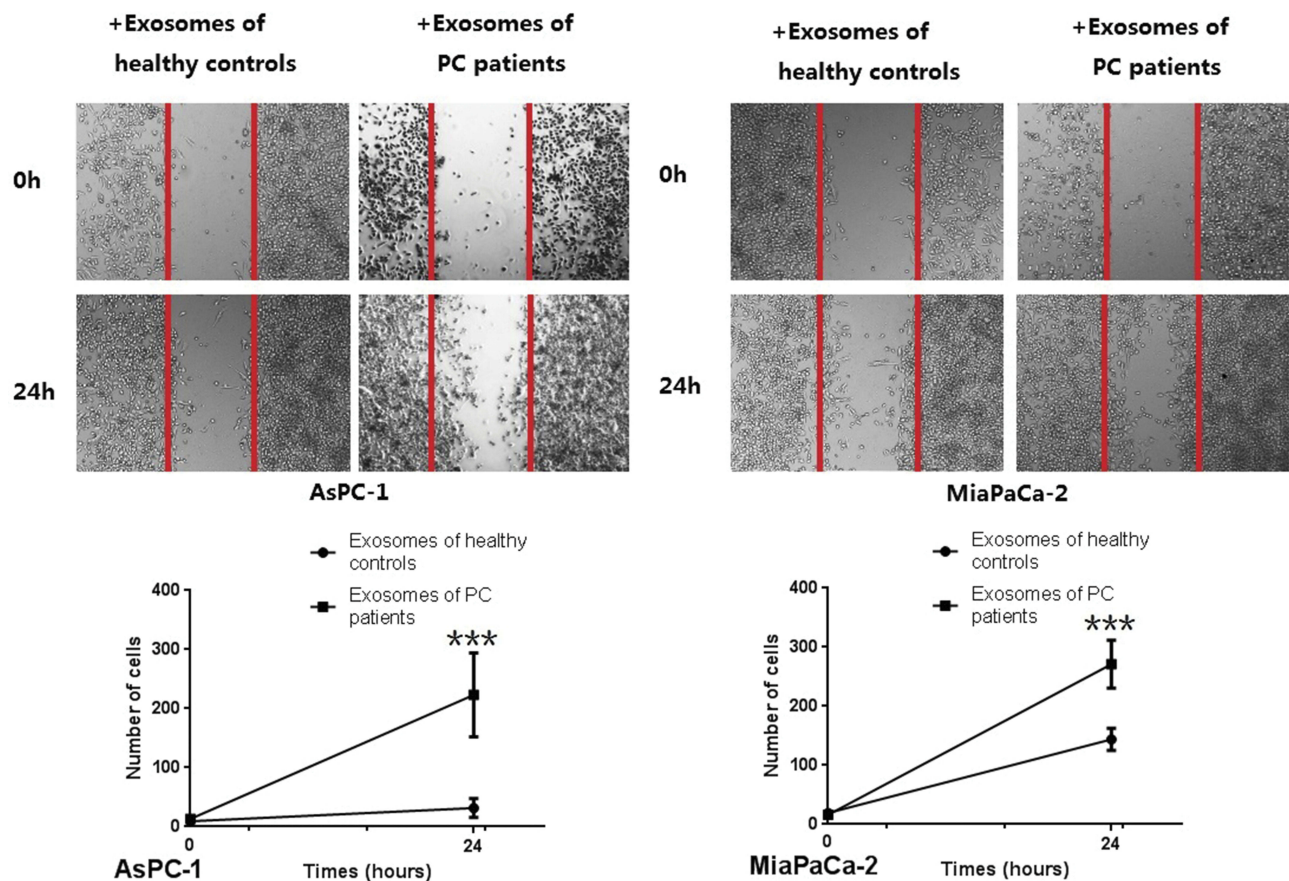 +Exosomes of
healthy controls
+Exosomes of
PC patients
0h
24h
AsPC-1
+Exosomes of
healthy controls
+Exosomes of
PC patients
0h
24h
MiaPaCa-2
Exosomes of healthy
controls
Exosomes of PC
patients
***
400
300
200
100
0
Number of cells
0
24
Times (hours)
AsPC-1
Exosomes of healthy
controls
Exosomes of PC
patients
***
400
300
200
100
0
Number of cells
0
24
Times (hours)
MiaPaCa-2